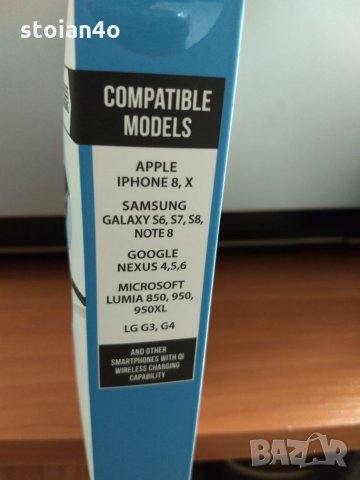 stoian4o
COMPATIBLE
MODELS
APPLE
IPHONE 8, X
SAMSUNG
GALAXY S6, S7, S8,
NOTE 8
GOOGLE
NEXUS 4,5,6
MICROSOFT
LUMIA 850, 950,
950XL
LG G3, G4
AND OTHER
SMARTPHONES WITH QI
WIRELESS CHARGING
CAPABILITY
BAZAR